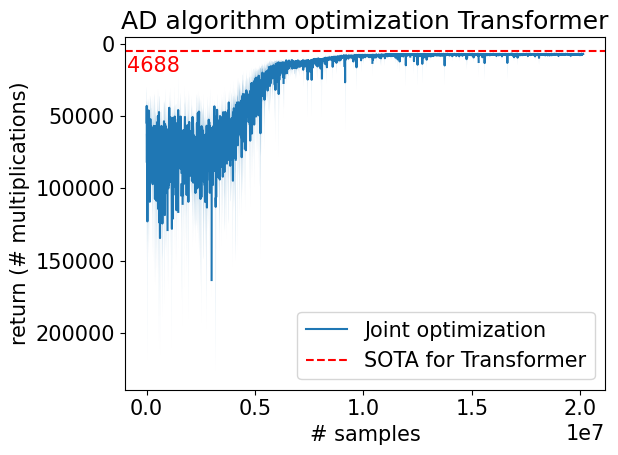 AD algorithm optimization Transformer
0
4688
50000
100000
150000
200000
return (# multiplications)
Joint optimization
SOTA for Transformer
0.0 0.5 1.0 1.5 2.0
1e7
# samples